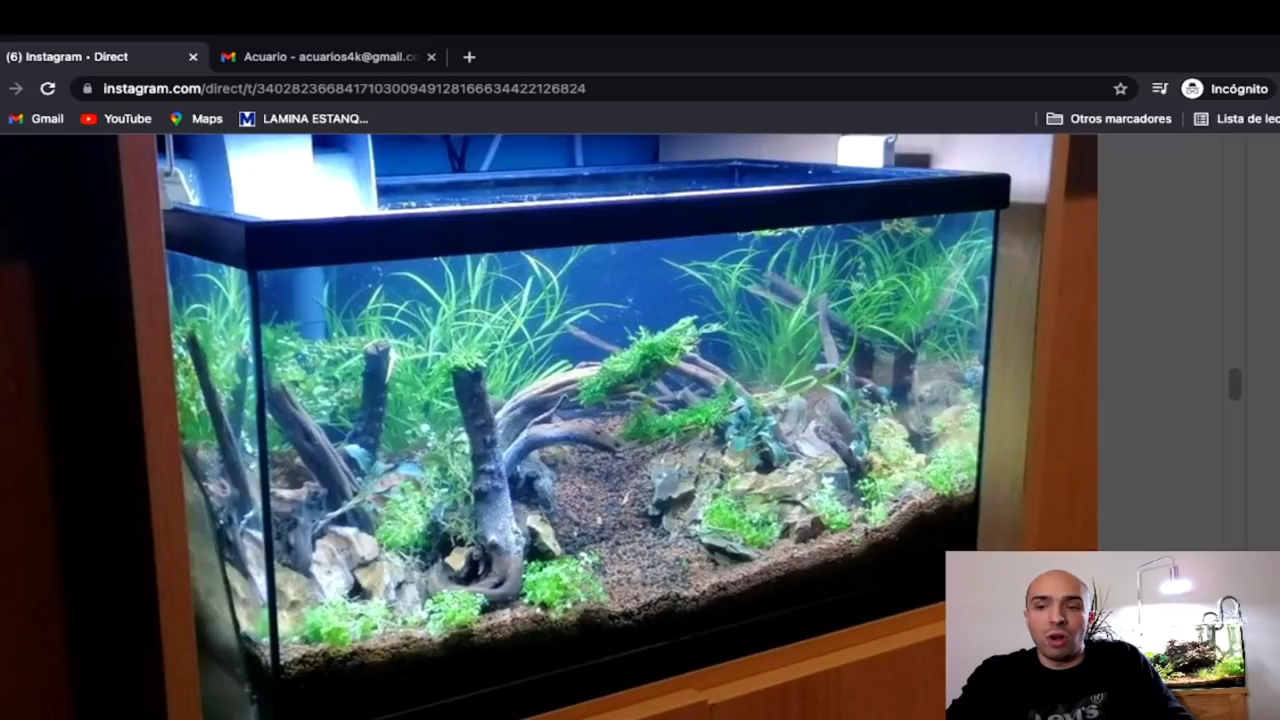 (6) Instagram • Direct
Acuario - acuarios4k@gmail.co
instagram.com/direct/t/340282366841710300949128166634422126824
Incógnito
Gmail
YouTube
Maps
LAMINA ESTANQ...
Otros marcadores
Lista de lec